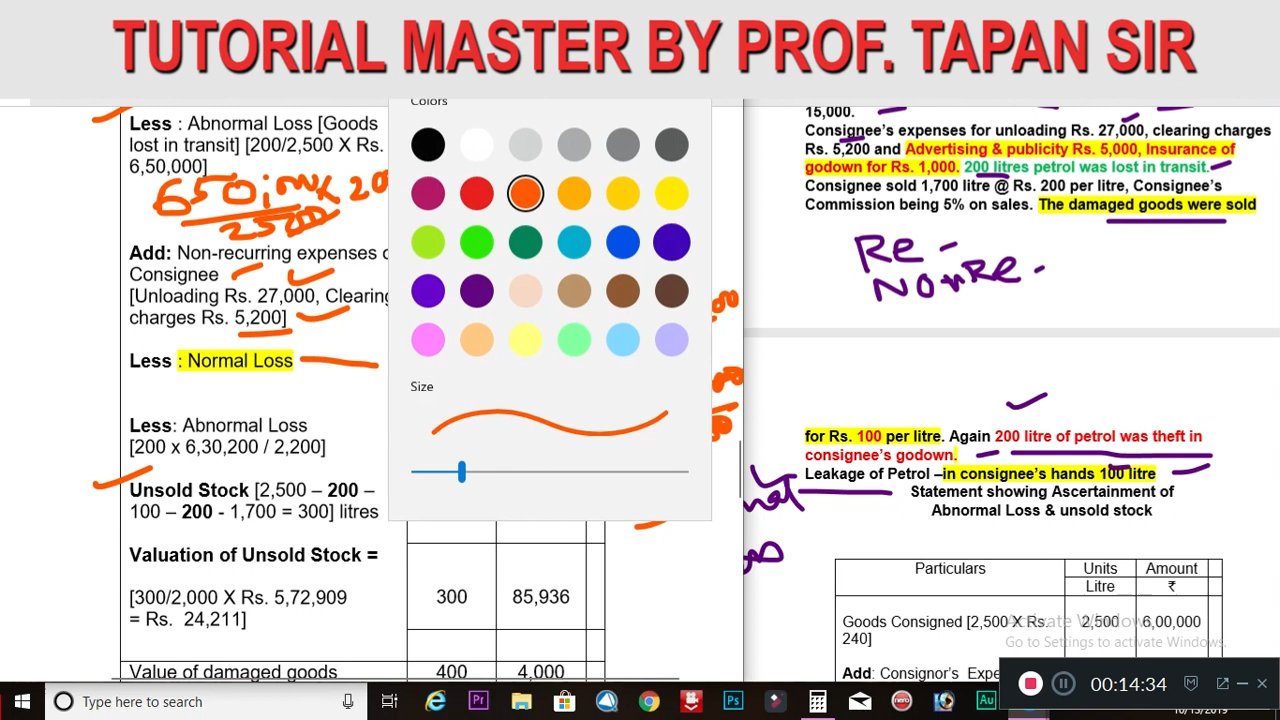 TUTORIAL MASTER BY PROF. TAPAN SIR
Less : Abnormal Loss [Goods
lost in transit] [200/2,500 X Rs.
6,50,000]
2500
Add: Non-recurring expenses
Consignee
[Unloading Rs. 27,000, Clearing
charges Rs. 5,200]
Less : Normal Loss
Less: Abnormal Loss
[200 x 6,30,200 / 2,200]
Unsold Stock [2,500 – 200 –
100 – 200 - 1,700 = 300] litres
Valuation of Unsold Stock =
[300/2,000 X Rs. 5,72,909
= Rs. 24,211]
300 85,936
Value of damaged goods 400 4,000
Colors
Size
15,000.
Consignee's expenses for unloading Rs. 27,000, clearing charges
Rs. 5,200 and Advertising & publicity Rs. 5,000, Insurance of
godown for Rs. 1,000. 200 litres petrol was lost in transit.
Consignee sold 1,700 litre @ Rs. 200 per litre, Consignee's
Commission being 5% on sales. The damaged goods were sold
Re -
NonRe -
for Rs. 100 per litre. Again 200 litre of petrol was theft in
consignee's godown.
Leakage of Petrol –in consignee's hands 100 litre
Statement showing Ascertainment of
Abnormal Loss & unsold stock
Particulars Units Amount
Litre ₹
Goods Consigned [2,500 X Rs. 2,500 6,00,000
240]
Add: Consignor's Expe
Activate Windows
Go to Settings to activate Windows.
00:14:34
Type here to search
10/13/2019